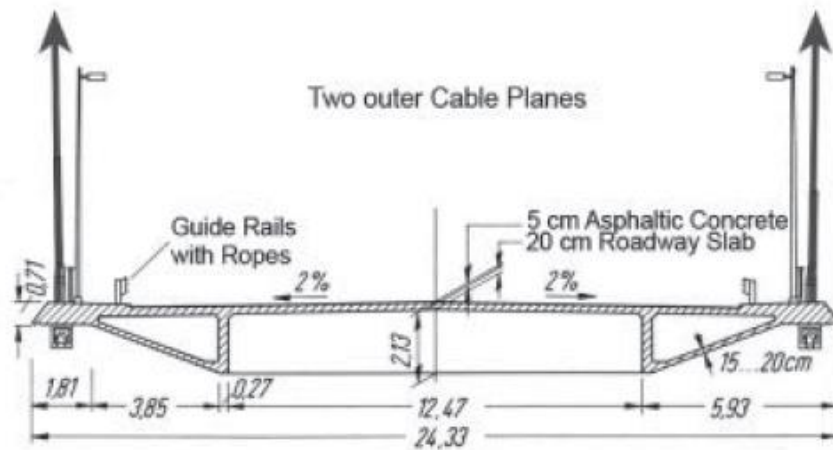 Two outer Cable Planes
Guide Rails
with Ropes
5 cm Asphaltic Concrete
20 cm Roadway Slab
0,71
2%
2%
2,13
15...20cm
1,81
3,85
0,27
12,47
5,93
24,33